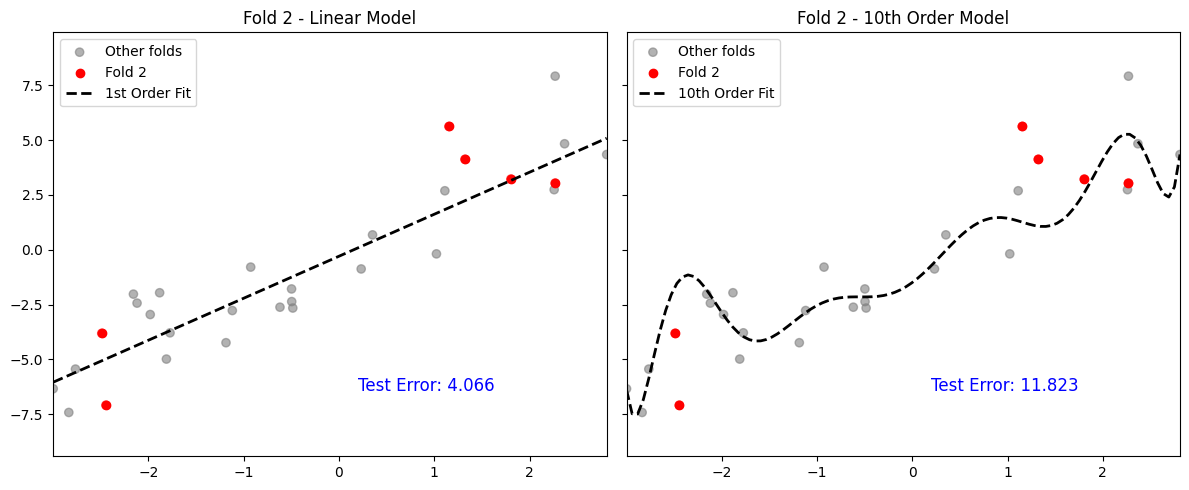 Fold 2 - Linear Model
Other folds
Fold 2
1st Order Fit
7.5
5.0
2.5
0.0
−2.5
−5.0
−7.5
Test Error: 4.066
−2
−1
0
1
2
Fold 2 - 10th Order Model
Other folds
Fold 2
10th Order Fit
Test Error: 11.823
−2
−1
0
1
2